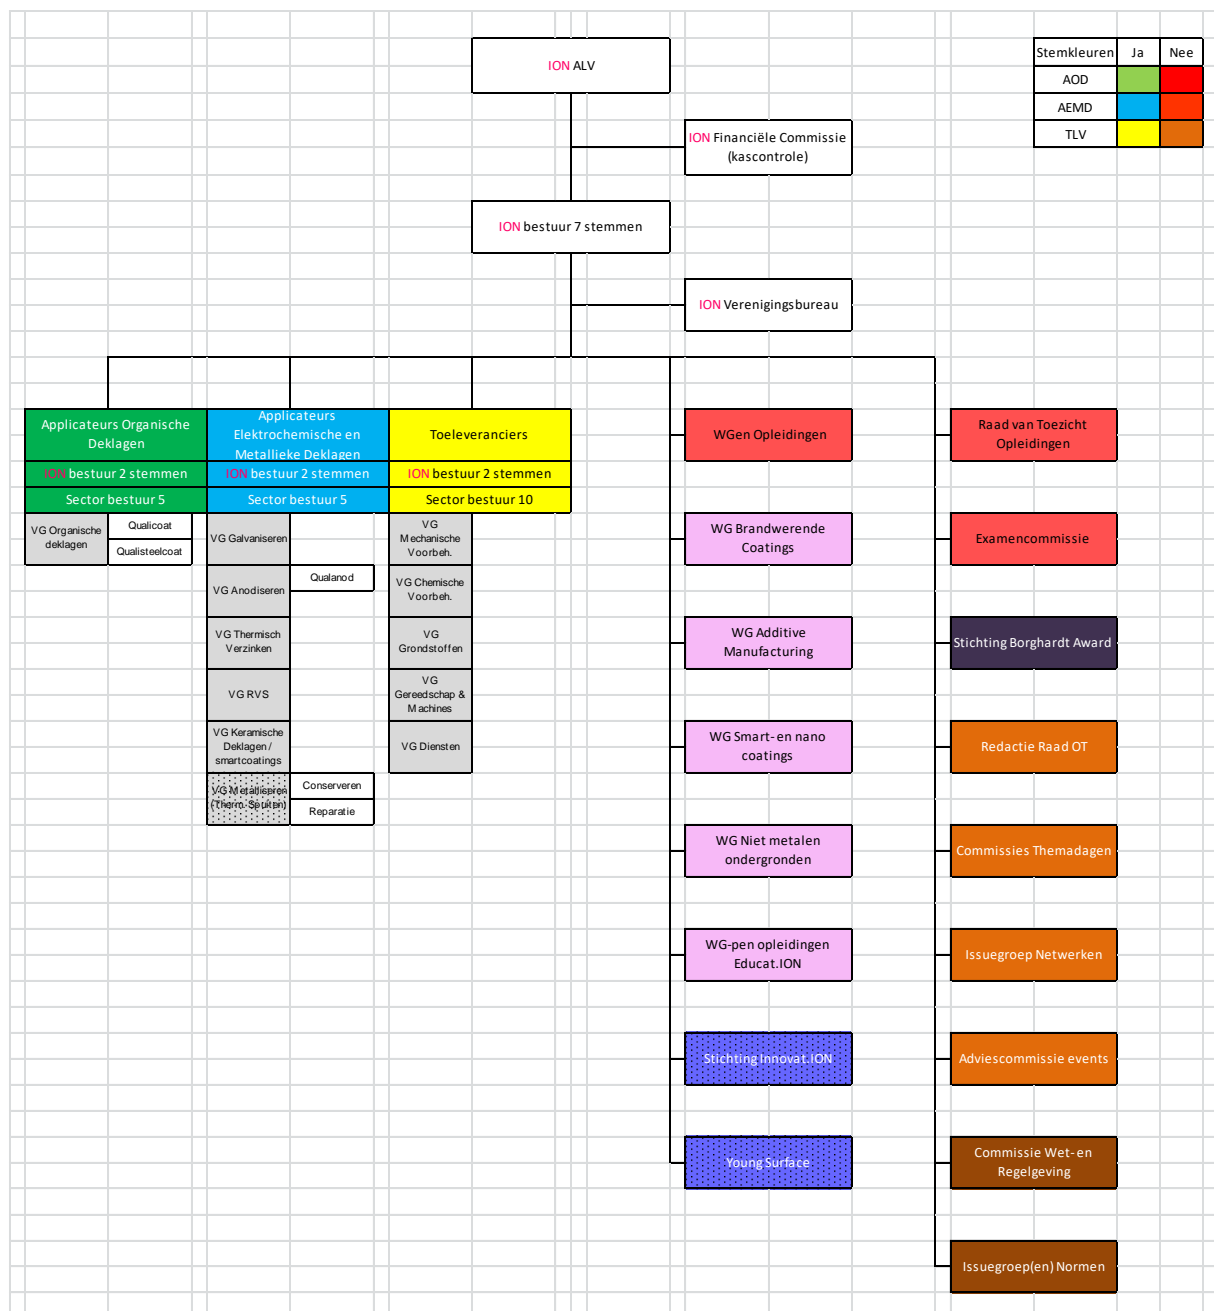 ION ALV
Stemkleuren Ja Nee
AOD
AEMD
TLV
ION Financiële Commissie
(kascontrole)
ION bestuur 7 stemmen
ION Verenigingsbureau
Applicateurs Organische
Deklagen
ION bestuur 2 stemmen
Sector bestuur 5
VG Organische
deklagen
Qualicoat
Qualisteelcoat
Applicateurs
Elektrochemische en
Metallieke Deklagen
ION bestuur 2 stemmen
Sector bestuur 5
VG Galvaniseren
VG Anodiseren
Qualanod
VG Thermisch
Verzinken
VG RVS
VG Keramische
Deklagen /
smartcoatings
VG Metalliseren
(Therm. Spuiten)
Conserveren
Reparatie
Toeleveranciers
ION bestuur 2 stemmen
Sector bestuur 10
VG
Mechanische
Voorbeh.
VG Chemische
Voorbeh.
VG
Grondstoffen
VG
Gereedschap &
Machines
VG Diensten
WGen Opleidingen
WG Brandwerende
Coatings
WG Additive
Manufacturing
WG Smart- en nano
coatings
WG Niet metalen
ondergronden
WG-pen opleidingen
Educat.ION
Stichting Innovat.ION
Young Surface
Raad van Toezicht
Opleidingen
Examencommissie
Stichting Borghardt Award
Redactie Raad OT
Commissies Themadagen
Issuegroep Netwerken
Adviescommissie events
Commissie Wet- en
Regelgeving
Issuegroep(en) Normen